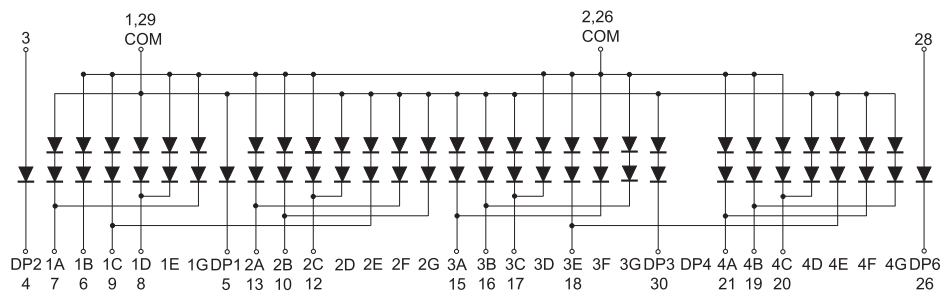 1,29 2,26
3 COM COM 28
DP2 1A 1B 1C 1D 1E 1G DP1 2A 2B 2C 2D 2E 2F 2G 3A 3B 3C 3D 3E 3F 3G DP3 DP4 4A 4B 4C 4D 4E 4F 4G DP6
4 7 6 9 8 5 13 10 12 15 16 17 18 30 21 19 20 26